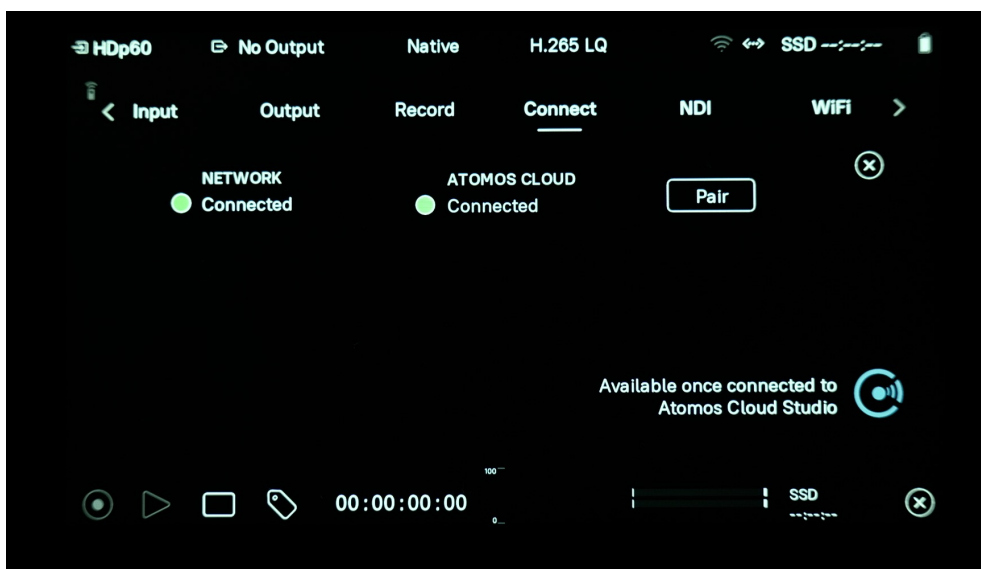 HDp60
No Output
Native
H.265 LQ
SSD --:--:--
Input
Output
Record
Connect
NDI
WiFi
NETWORK
Connected
ATOMOS CLOUD
Connected
Pair
Available once connected to
Atomos Cloud Studio
100
0
00:00:00:00
SSD
--:--:--